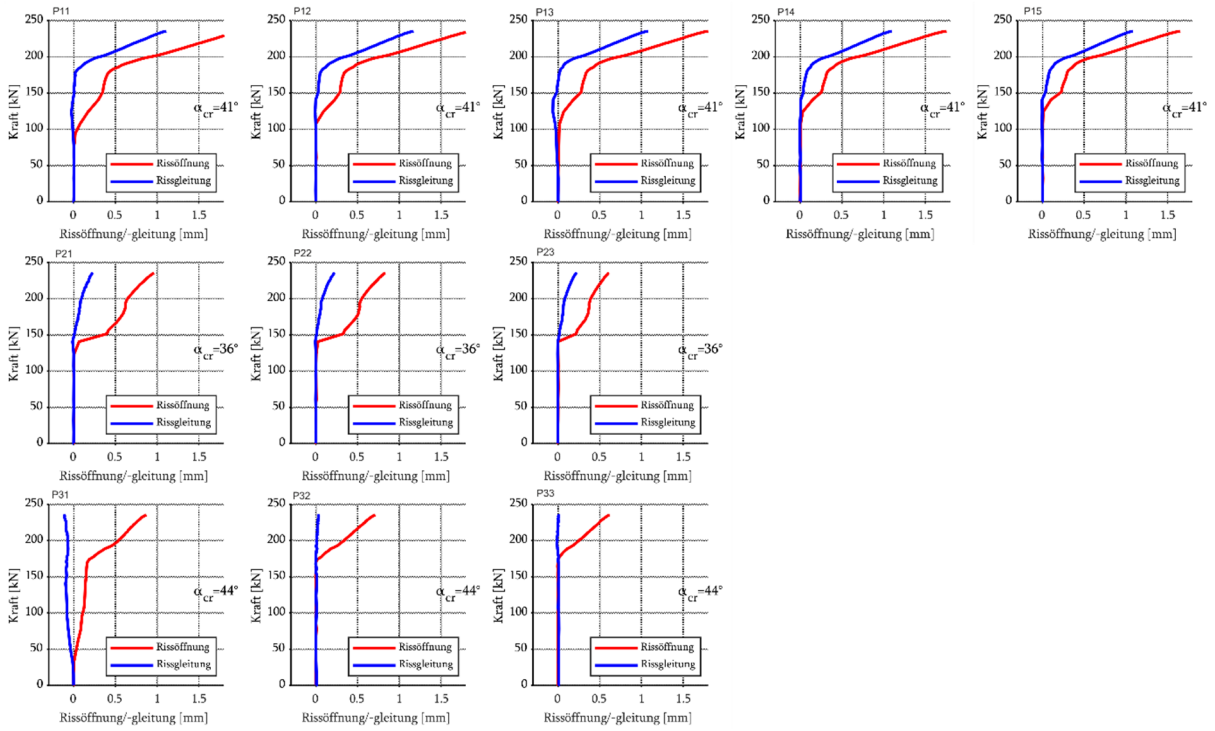 P11
P12
P13
P14
P15
250
200
150
100
50
0
Kraft [kN]
α_cr=41°
Rissöffnung
Rissgleitung
0 0.5 1 1.5
Rissöffnung/-gleitung [mm]
250
200
150
100
50
0
Kraft [kN]
α_cr=41°
Rissöffnung
Rissgleitung
0 0.5 1 1.5
Rissöffnung/-gleitung [mm]
250
200
150
100
50
0
Kraft [kN]
α_cr=41°
Rissöffnung
Rissgleitung
0 0.5 1 1.5
Rissöffnung/-gleitung [mm]
250
200
150
100
50
0
Kraft [kN]
α_cr=41°
Rissöffnung
Rissgleitung
0 0.5 1 1.5
Rissöffnung/-gleitung [mm]
250
200
150
100
50
0
Kraft [kN]
α_cr=41°
Rissöffnung
Rissgleitung
0 0.5 1 1.5
Rissöffnung/-gleitung [mm]
P21
P22
P23
250
200
150
100
50
0
Kraft [kN]
α_cr=36°
Rissöffnung
Rissgleitung
0 0.5 1 1.5
Rissöffnung/-gleitung [mm]
250
200
150
100
50
0
Kraft [kN]
α_cr=36°
Rissöffnung
Rissgleitung
0 0.5 1 1.5
Rissöffnung/-gleitung [mm]
250
200
150
100
50
0
Kraft [kN]
α_cr=36°
Rissöffnung
Rissgleitung
0 0.5 1 1.5
Rissöffnung/-gleitung [mm]
P31
P32
P33
250
200
150
100
50
0
Kraft [kN]
α_cr=44°
Rissöffnung
Rissgleitung
0 0.5 1 1.5
Rissöffnung/-gleitung [mm]
250
200
150
100
50
0
Kraft [kN]
α_cr=44°
Rissöffnung
Rissgleitung
0 0.5 1 1.5
Rissöffnung/-gleitung [mm]
250
200
150
100
50
0
Kraft [kN]
α_cr=44°
Rissöffnung
Rissgleitung
0 0.5 1 1.5
Rissöffnung/-gleitung [mm]